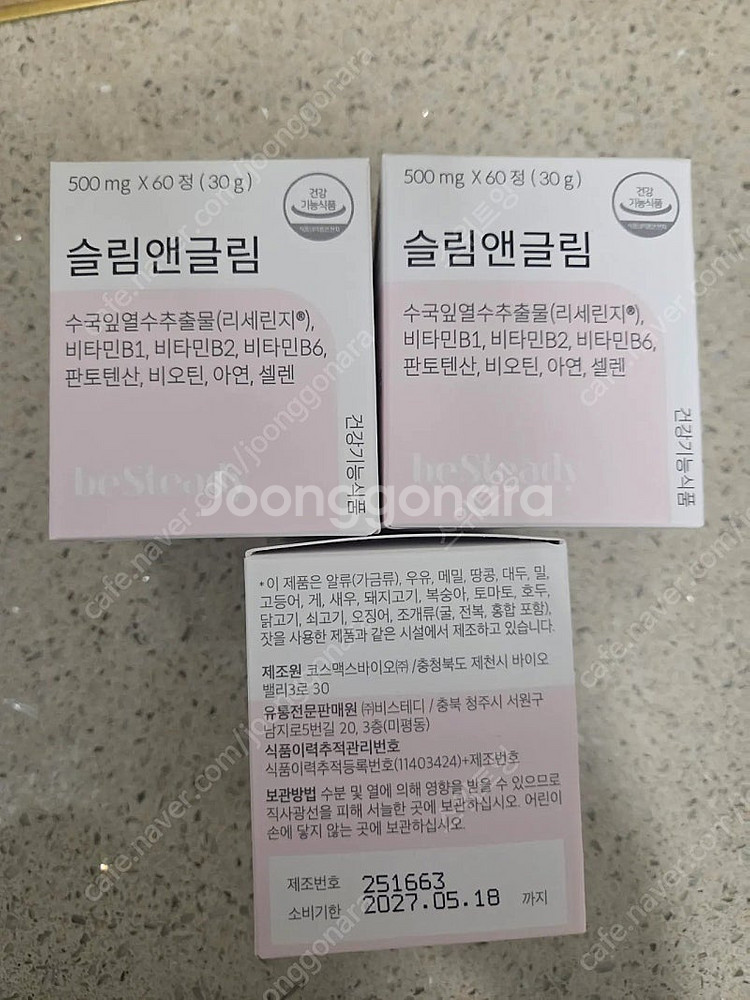 500 mg X 60 정 ( 30 g )
건강
기능식품
슬림앤글림
수국잎열수추출물(리세린지®),
비타민B1, 비타민B2, 비타민B6,
판토텐산, 비오틴, 아연, 셀렌
건강기능식품
beSteady
500 mg X 60 정 ( 30 g )
건강
기능식품
슬림앤글림
수국잎열수추출물(리세린지®),
비타민B1, 비타민B2, 비타민B6,
판토텐산, 비오틴, 아연, 셀렌
건강기능식품
beSteady
Joonggonara
* 이 제품은 알류(가금류), 우유, 메밀, 땅콩, 대두, 밀,
고등어, 게, 새우, 돼지고기, 복숭아, 토마토, 호두,
닭고기, 쇠고기, 오징어, 조개류(굴, 전복, 홍합 포함),
잣을 사용한 제품과 같은 시설에서 제조하고 있습니다.
제조원 코스맥스바이오㈜ /충청북도 제천시 바이오
밸리3로 30
유통전문판매원 ㈜비스테디 / 충북 청주시 서원구
남지로5번길 20, 3층(미평동)
식품이력추적관리번호
식품이력추적등록번호(11403424)+제조번호
보관방법 수분 및 열에 의해 영향을 받을 수 있으므로
직사광선을 피해 서늘한 곳에 보관하십시오. 어린이
손에 닿지 않는 곳에 보관하십시오.
제조번호 251663
소비기한 2027.05.18 까지
cafe.naver.com/joonggonara